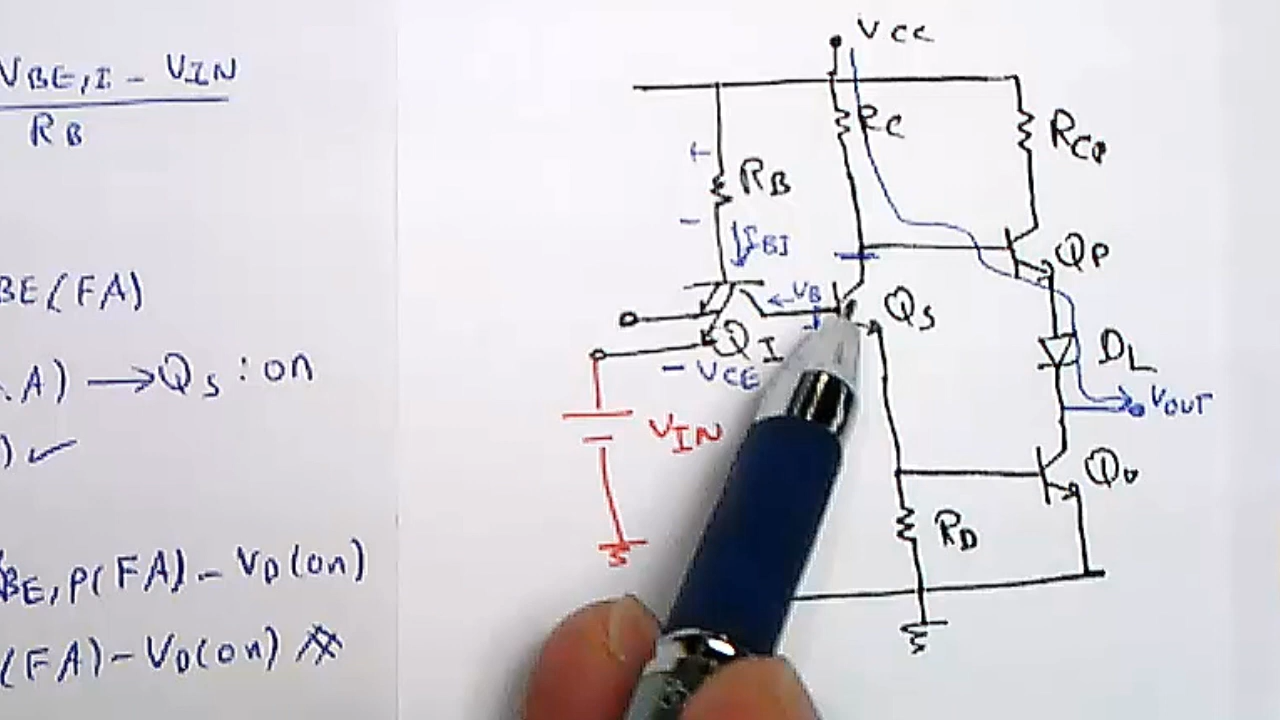 VBE,I - VIN
RB
BE(FA)
.A) → QS : on
) ✓
BE,P(FA) - VD(on)
(FA) - VD(on)
VCC
RC
RCP
+
RB
-
IBI
QP
VB
QS
QI
- VCE
DL
VOUT
VIN
QO
RD